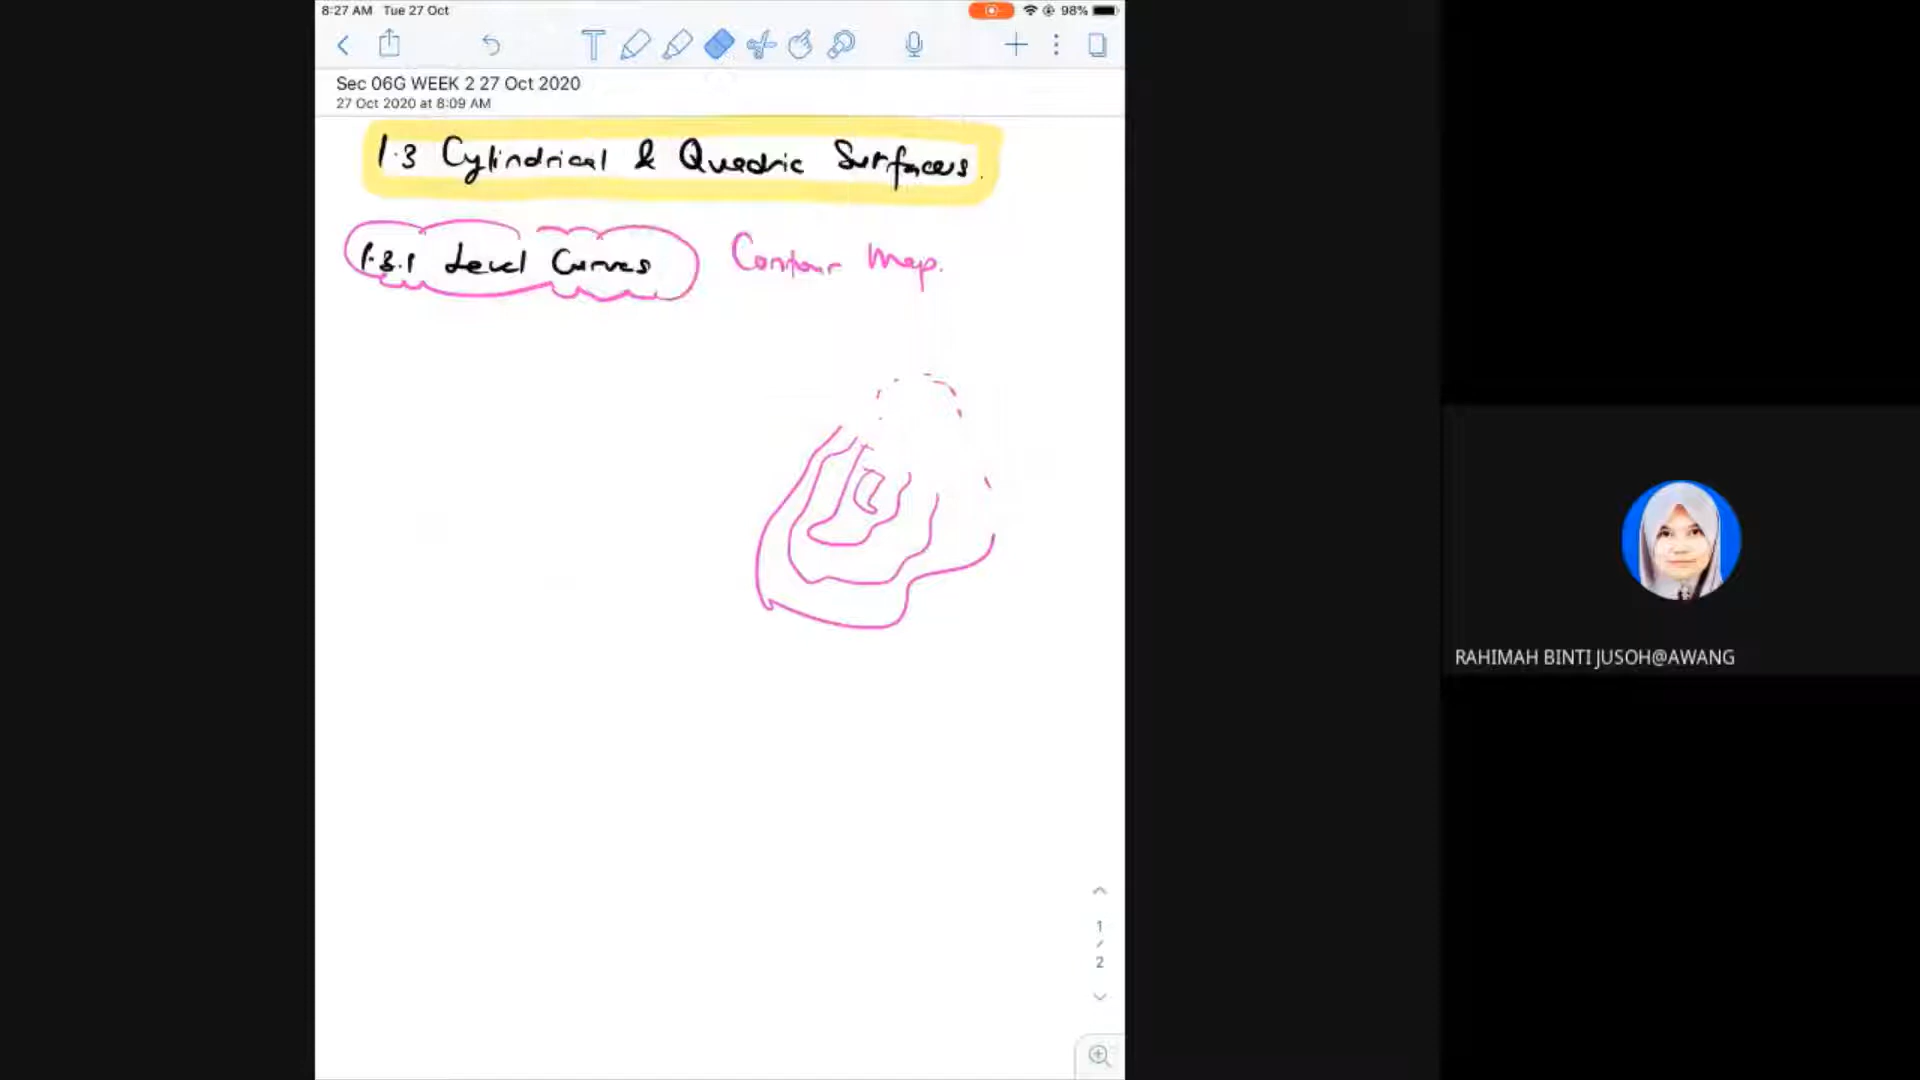 8:27 AM Tue 27 Oct 98%
T
Sec 06G WEEK 2 27 Oct 2020
27 Oct 2020 at 8:09 AM
1.3 Cylindrical & Quadric Surfaces.
1.3.1 Level Curves Contour Map.
RAHIMAH BINTI JUSOH@AWANG
1
/
2